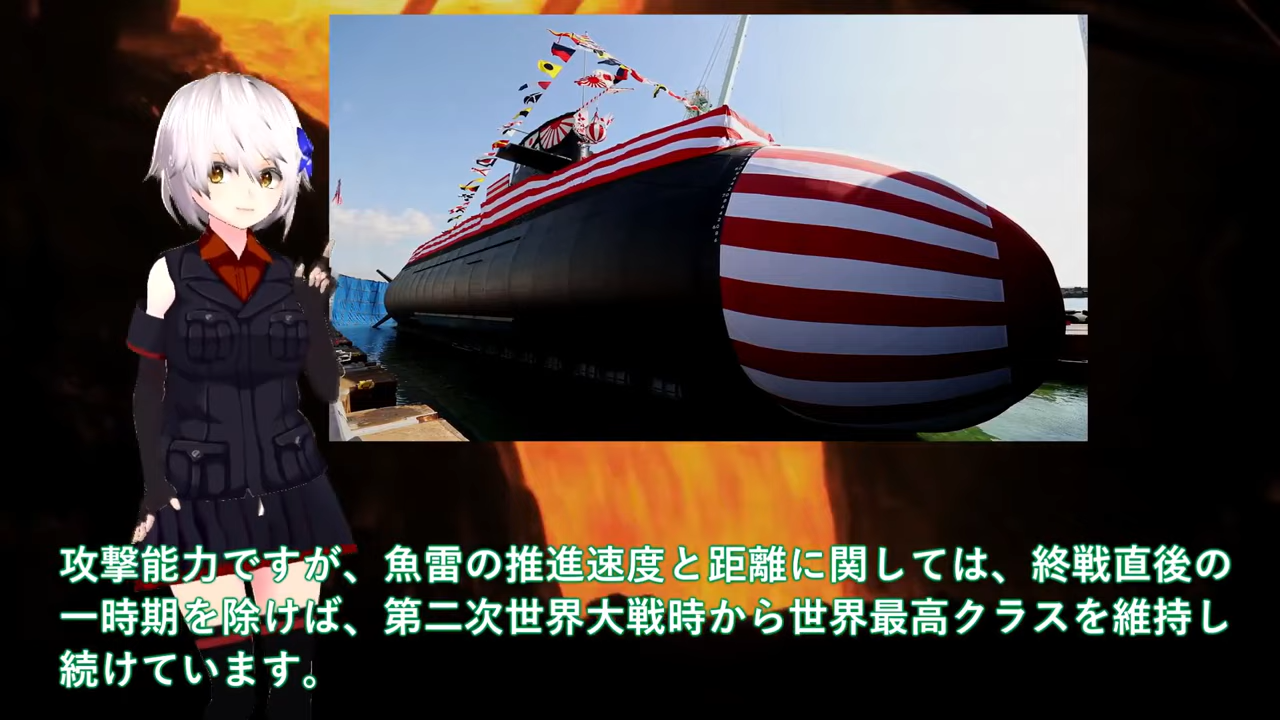 攻撃能力ですが、魚雷の推進速度と距離に関しては、終戦直後の
一時期を除けば、第二次世界大戦時から世界最高クラスを維持し
続けています。